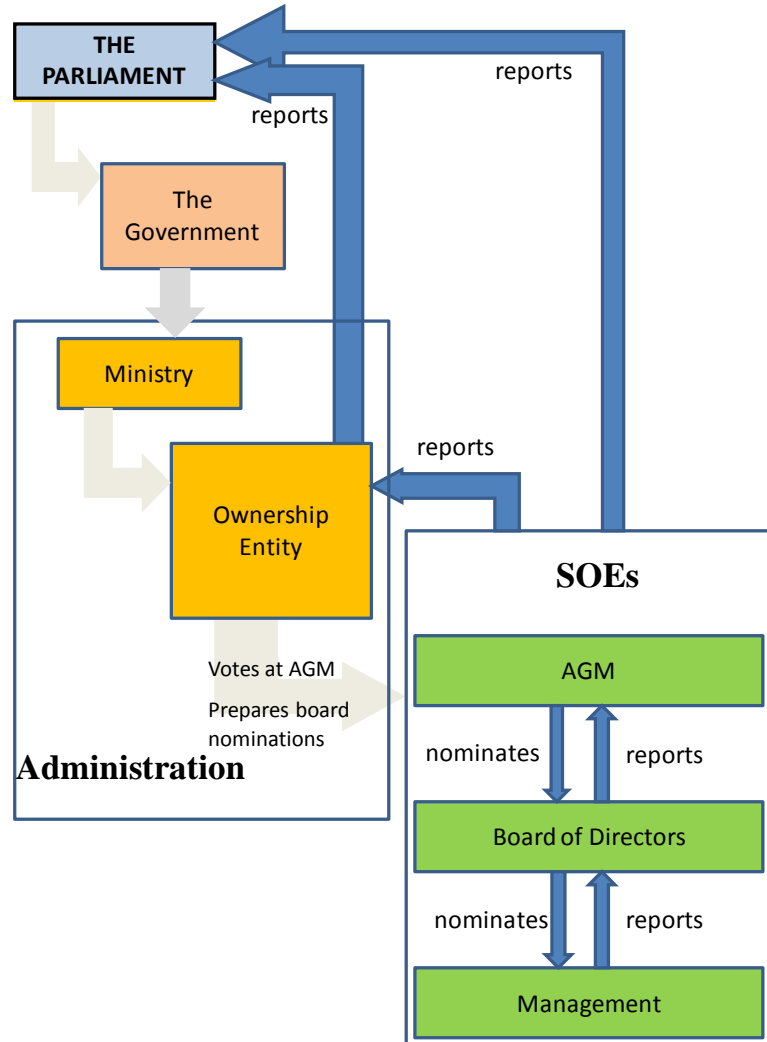 THE
PARLIAMENT
reports
reports
The
Government
Ministry
reports
Ownership
Entity
SOEs
Votes at AGM
Prepares board
nominations
Administration
AGM
nominates
reports
Board of Directors
nominates
reports
Management